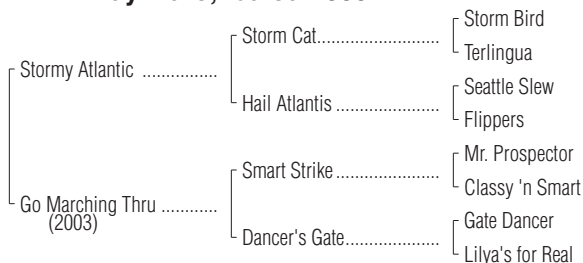 Storm Bird
Storm Cat..............................
Terlingua
Stormy Atlantic ................
Seattle Slew
Hail Atlantis .........................
Flippers
Mr. Prospector
Smart Strike .........................
Classy 'n Smart
Go Marching Thru ............
(2003)
Gate Dancer
Dancer's Gate.......................
Lilya's for Real